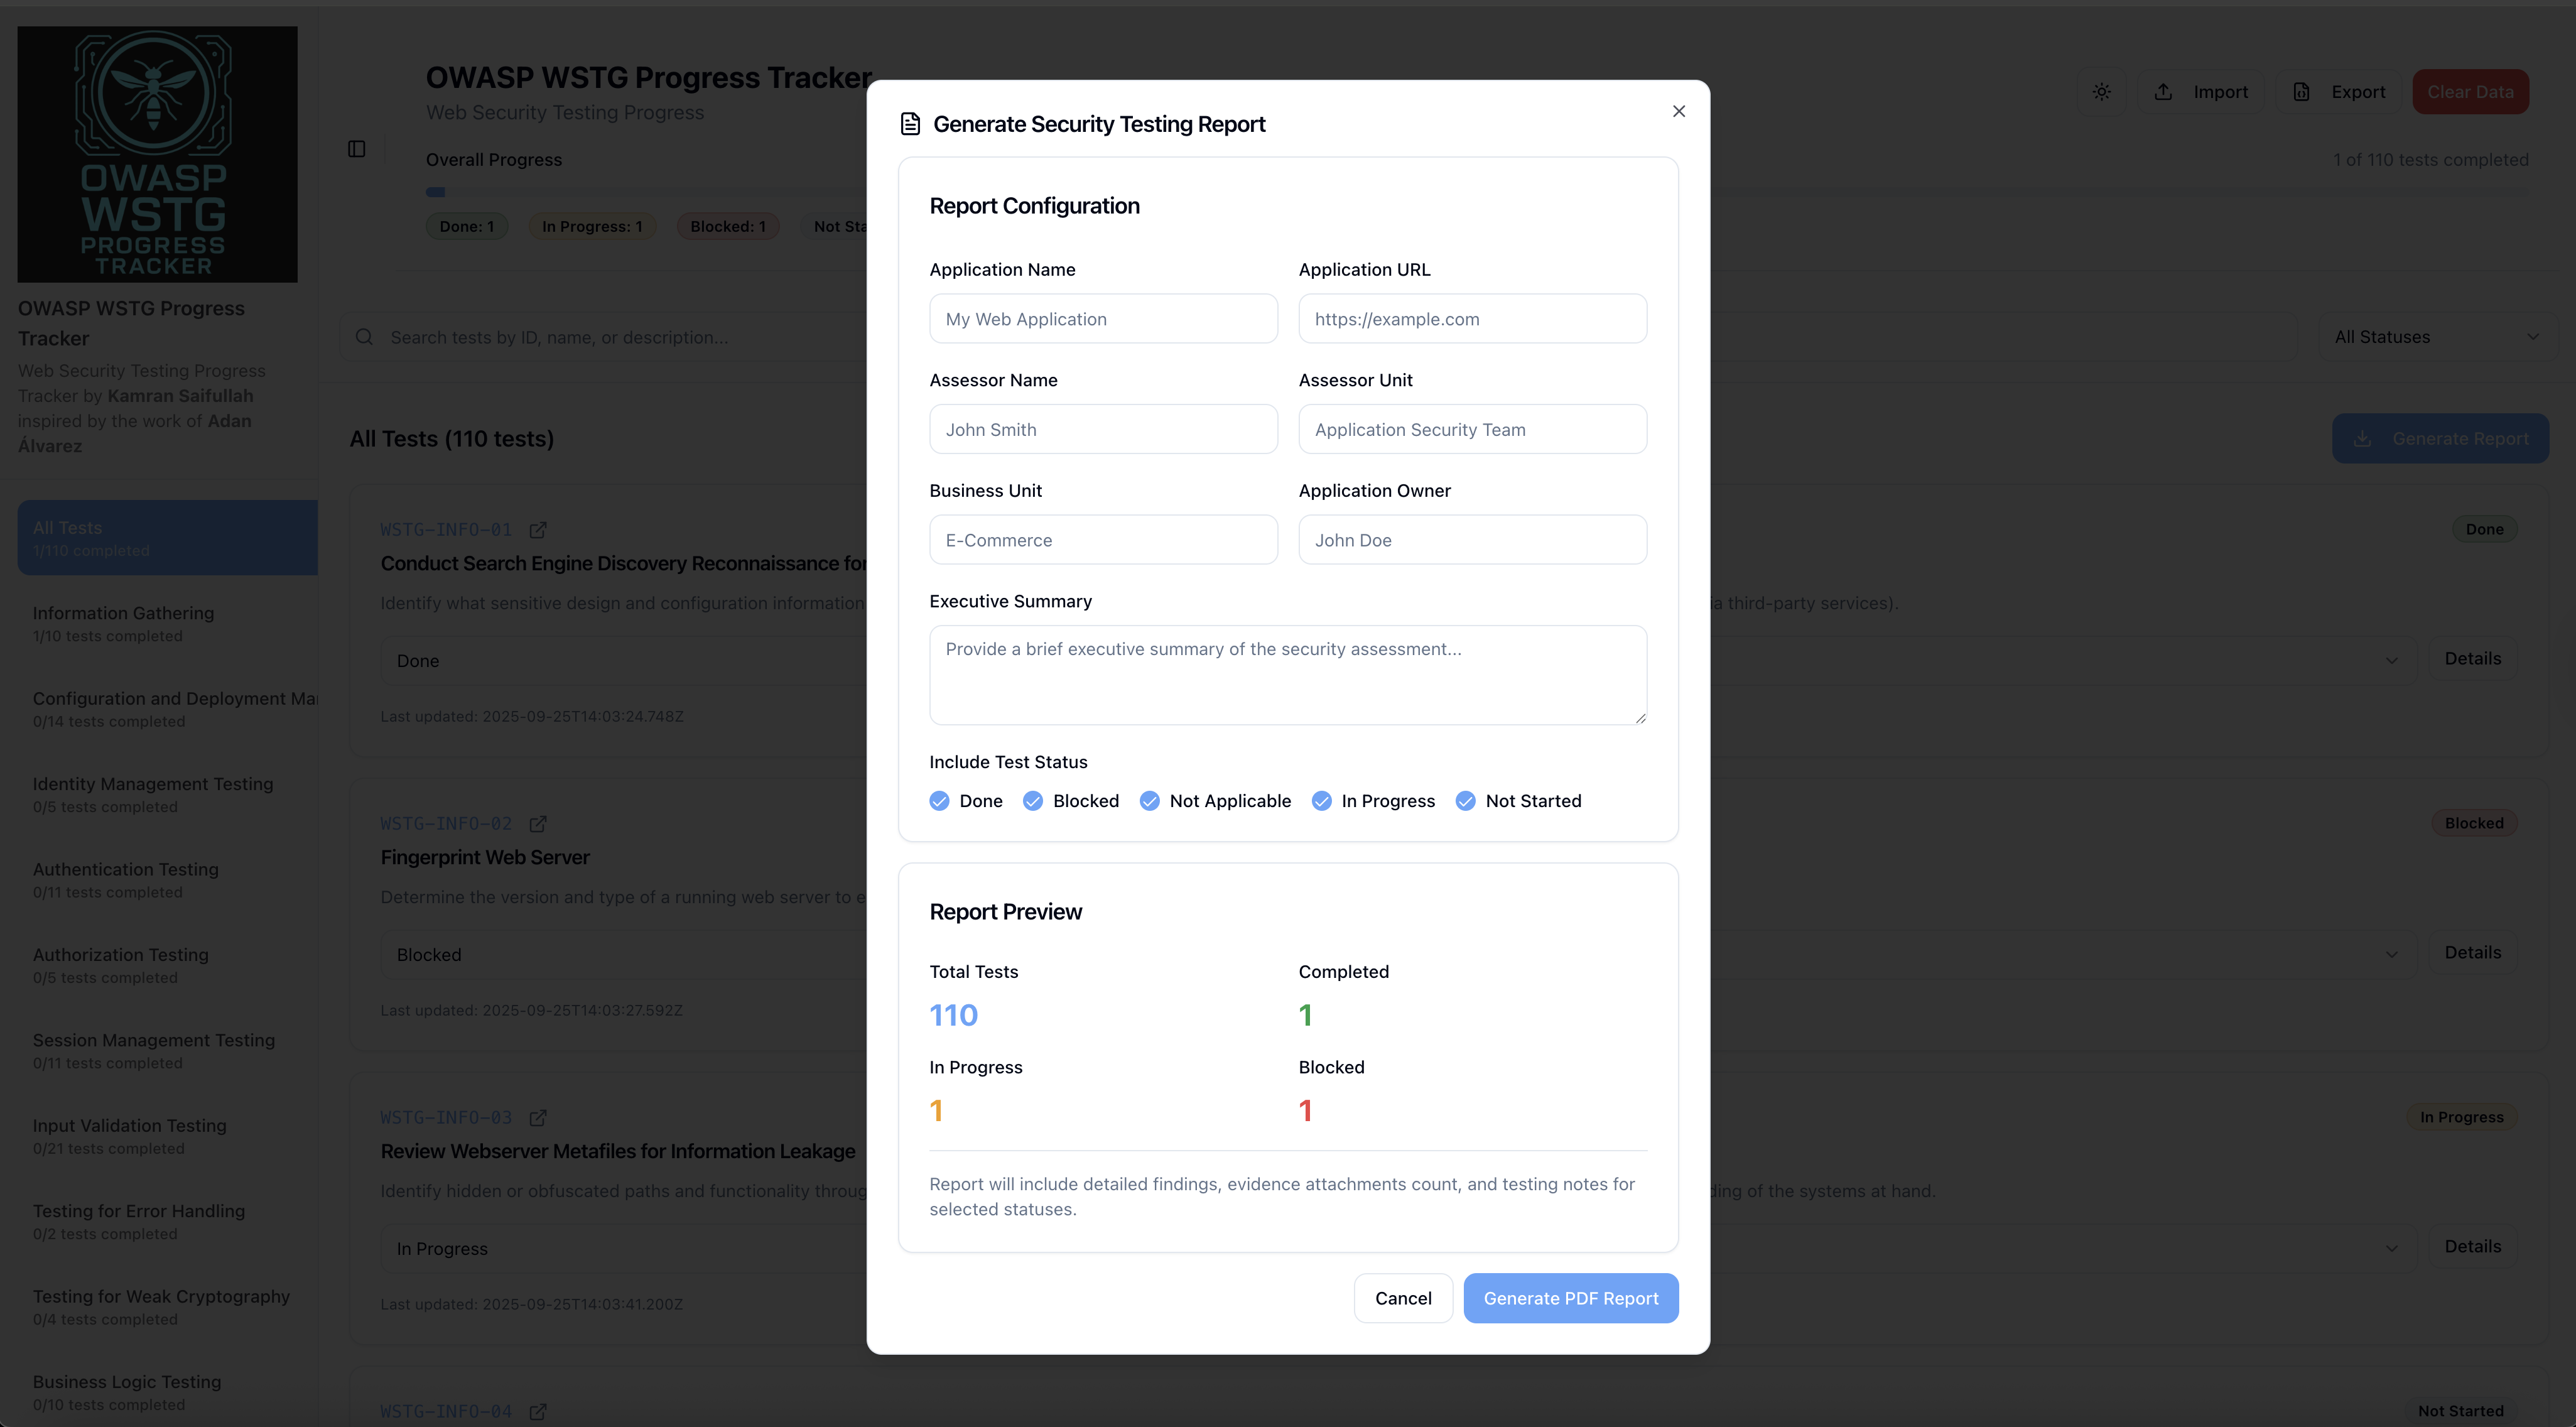 OWASP
WSTG
PROGRESS
TRACKER
OWASP WSTG Progress
Tracker
Web Security Testing Progress
Tracker by Kamran Saifullah
inspired by the work of Adan
Álvarez
All Tests
1/110 completed
Information Gathering
1/10 tests completed
Configuration and Deployment Ma
0/14 tests completed
Identity Management Testing
0/5 tests completed
Authentication Testing
0/11 tests completed
Authorization Testing
0/5 tests completed
Session Management Testing
0/11 tests completed
Input Validation Testing
0/21 tests completed
Testing for Error Handling
0/2 tests completed
Testing for Weak Cryptography
0/4 tests completed
Business Logic Testing
0/10 tests completed
OWASP WSTG Progress Tracker
Web Security Testing Progress
Import
Export
Clear Data
Overall Progress
1 of 110 tests completed
Done: 1
In Progress: 1
Blocked: 1
Not Sta
Search tests by ID, name, or description...
All Statuses
All Tests (110 tests)
Generate Report
WSTG-INFO-01
Done
Conduct Search Engine Discovery Reconnaissance for
Identify what sensitive design and configuration information
ia third-party services).
Done
Details
Last updated: 2025-09-25T14:03:24.748Z
WSTG-INFO-02
Blocked
Fingerprint Web Server
Determine the version and type of a running web server to e
Blocked
Details
Last updated: 2025-09-25T14:03:27.592Z
WSTG-INFO-03
In Progress
Review Webserver Metafiles for Information Leakage
Identify hidden or obfuscated paths and functionality throug
ding of the systems at hand.
In Progress
Details
Last updated: 2025-09-25T14:03:41.200Z
WSTG-INFO-04
Not Started
Generate Security Testing Report
Report Configuration
Application Name
Application URL
My Web Application
https://example.com
Assessor Name
Assessor Unit
John Smith
Application Security Team
Business Unit
Application Owner
E-Commerce
John Doe
Executive Summary
Provide a brief executive summary of the security assessment...
Include Test Status
Done
Blocked
Not Applicable
In Progress
Not Started
Report Preview
Total Tests
Completed
110
1
In Progress
Blocked
1
1
Report will include detailed findings, evidence attachments count, and testing notes for
selected statuses.
Cancel
Generate PDF Report